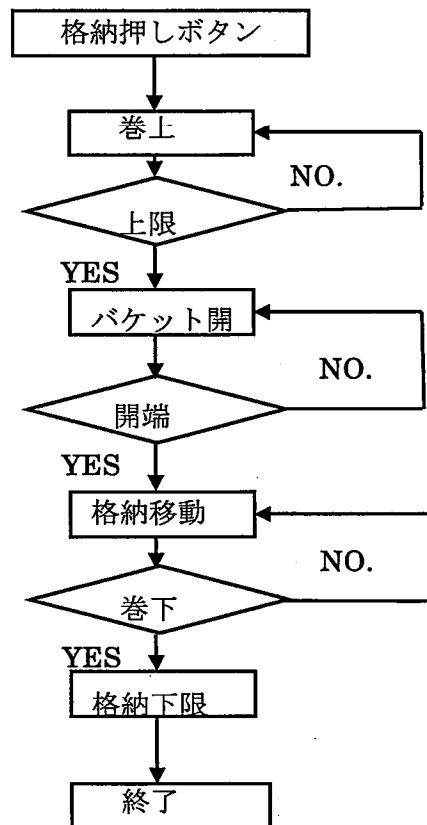 格納押しボタン
巻上
NO.
上限
YES
バケット開
NO.
開端
YES
格納移動
NO.
巻下
YES
格納下限
終了